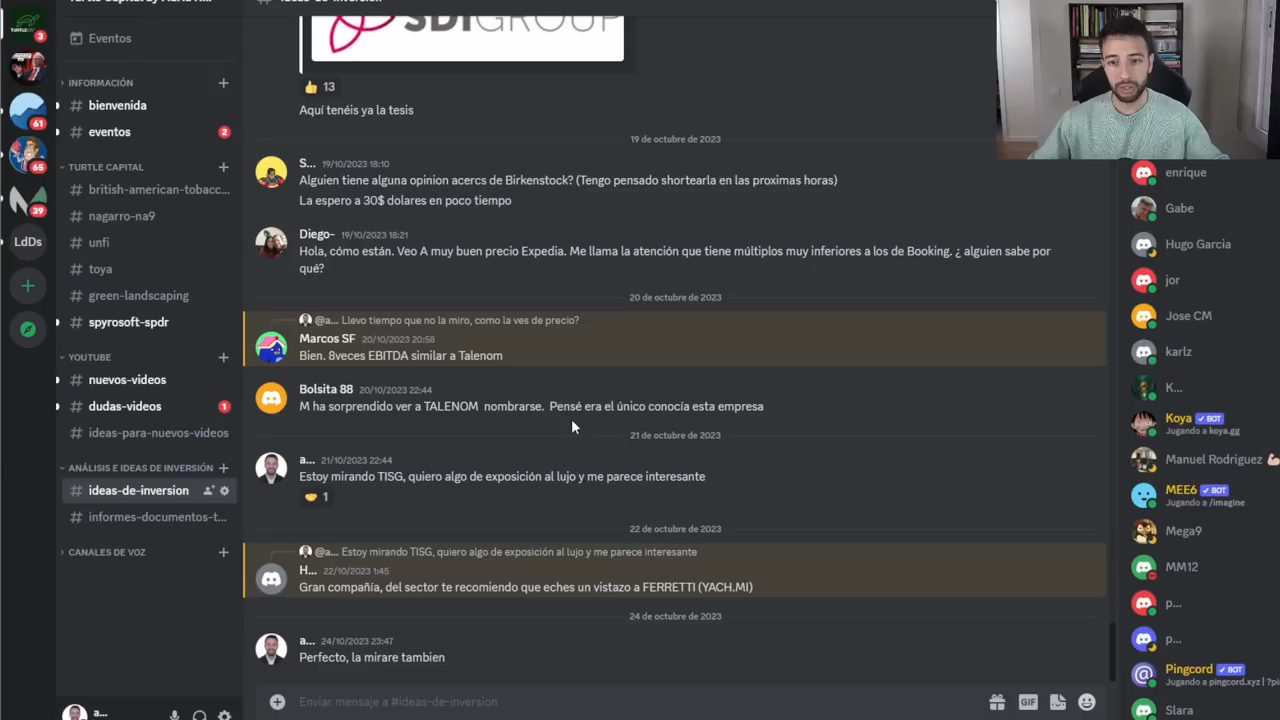 Eventos
3
INFORMACIÓN
bienvenida
61
eventos
2
65
TURTLE CAPITAL
british-american-tobacc...
39
nagarro-na9
LdDs
unfi
toya
green-landscaping
spyrosoft-spdr
YOUTUBE
nuevos-videos
dudas-videos
1
ideas-para-nuevos-videos
ANÁLISIS E IDEAS DE INVERSIÓN
ideas-de-inversion
informes-documentos-t...
CANALES DE VOZ
a...
SDI GROUP
13
Aquí tenéis ya la tesis
19 de octubre de 2023
S... 19/10/2023 18:10
Alguien tiene alguna opinion acercs de Birkenstock? (Tengo pensado shortearla en las proximas horas)
La espero a 30$ dolares en poco tiempo
Diego- 19/10/2023 18:21
Hola, cómo están. Veo A muy buen precio Expedia. Me llama la atención que tiene múltiplos muy inferiores a los de Booking. ¿ alguien sabe por
qué?
20 de octubre de 2023
@a... Llevo tiempo que no la miro, como la ves de precio?
Marcos SF 20/10/2023 20:58
Bien. 8veces EBITDA similar a Talenom
Bolsita 88 20/10/2023 22:44
M ha sorprendido ver a TALENOM nombrarse. Pensé era el único conocía esta empresa
21 de octubre de 2023
a... 21/10/2023 22:44
Estoy mirando TISG, quiero algo de exposición al lujo y me parece interesante
1
22 de octubre de 2023
@a... Estoy mirando TISG, quiero algo de exposición al lujo y me parece interesante
H... 22/10/2023 1:45
Gran compañía, del sector te recomiendo que eches un vistazo a FERRETTI (YACH.MI)
24 de octubre de 2023
a... 24/10/2023 23:47
Perfecto, la mirare tambien
Enviar mensaje a #ideas-de-inversion
GIF
enrique
Gabe
Hugo Garcia
jor
Jose CM
karlz
K...
Koya BOT
Jugando a koya.gg
Manuel Rodriguez
MEE6 BOT
Jugando a /imagine
Mega9
MM12
p...
p...
Pingcord BOT
Jugando a pingcord.xyz | ?pi
Slara